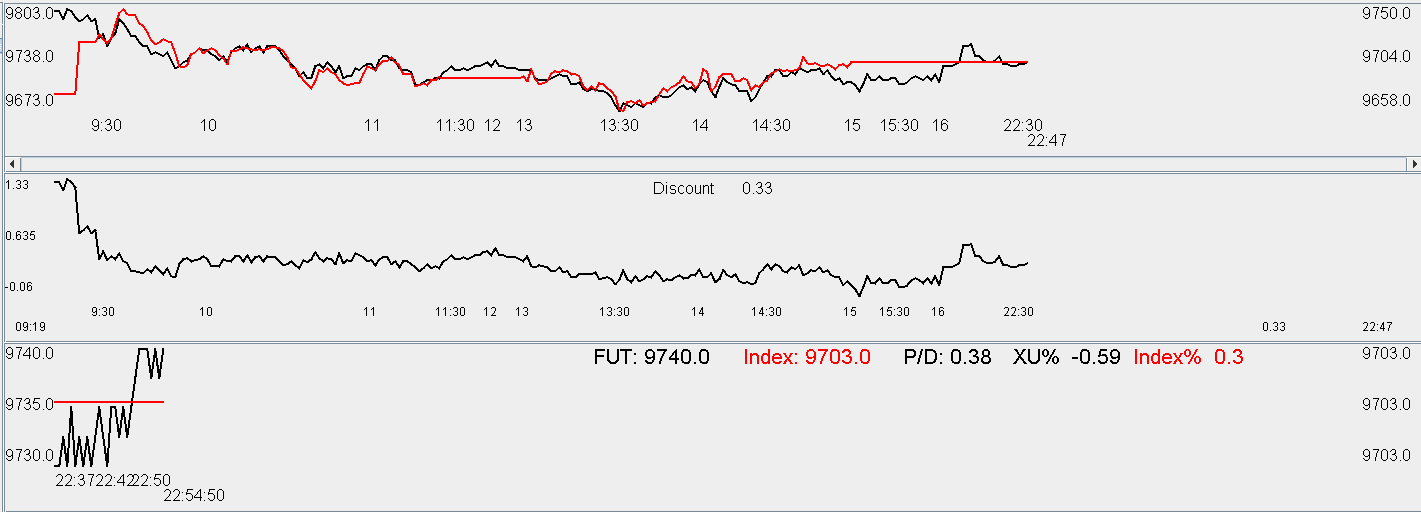 9803.0 9750.0
9738.0 9704.0
9673.0 9658.0
9:30 10 11 11:30 12 13 13:30 14 14:30 15 15:30 16 22:30
22:47
1.33 Discount 0.33
0.635
-0.06
9:30 10 11 11:30 12 13 13:30 14 14:30 15 15:30 16 22:30
09:19 0.33 22:47
9740.0 FUT: 9740.0 Index: 9703.0 P/D: 0.38 XU% -0.59 Index% 0.3 9703.0
9735.0 9703.0
9730.0 9703.0
22:37 22:42 22:50
22:54:50